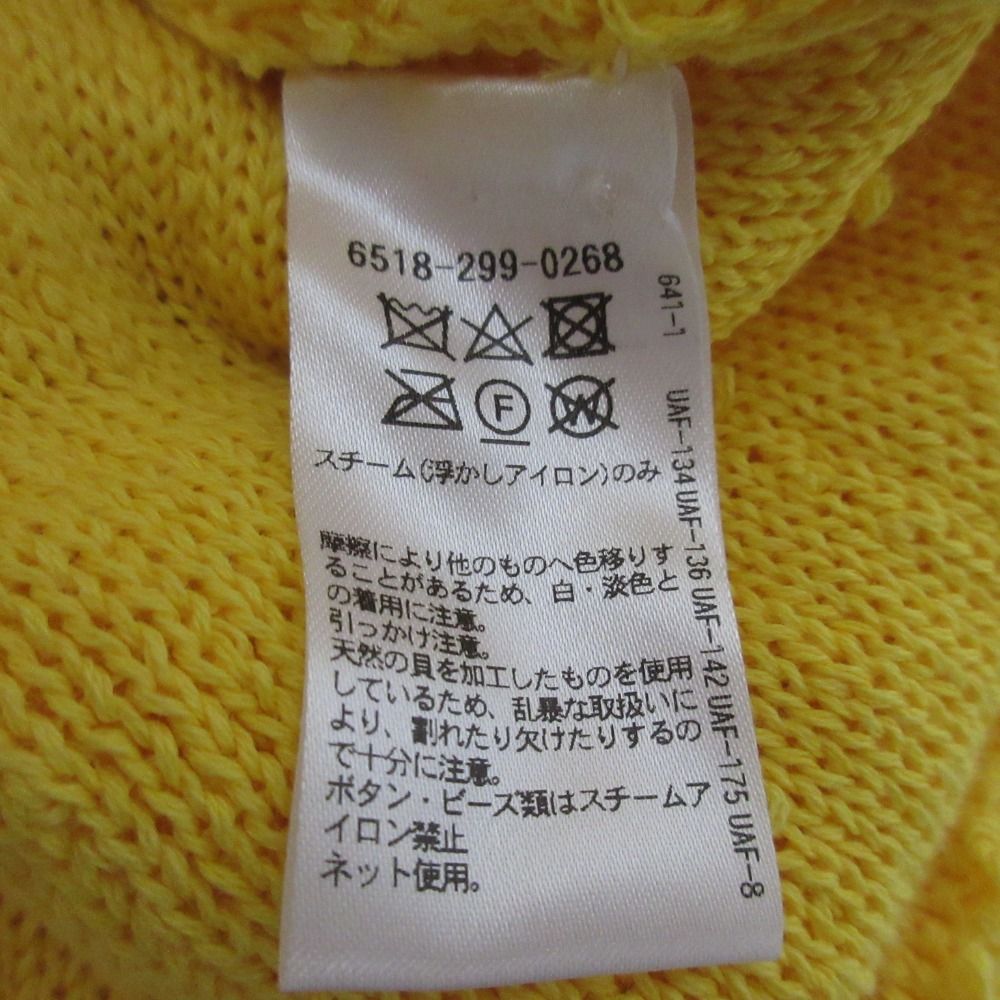 6518-299-0268
F
W
スチーム(浮かしアイロン)のみ
摩擦により他のものへ色移りす
ることがあるため、白・淡色と
の着用に注意。
引っかけ注意。
天然の貝を加工したものを使用
しているため、乱暴な取扱いに
より、割れたり欠けたりするの
で十分に注意。
ボタン・ビーズ類はスチームア
イロン禁止
ネット使用。
641-1
UAF-134 UAF-136 UAF-142 UAF-175 UAF-8